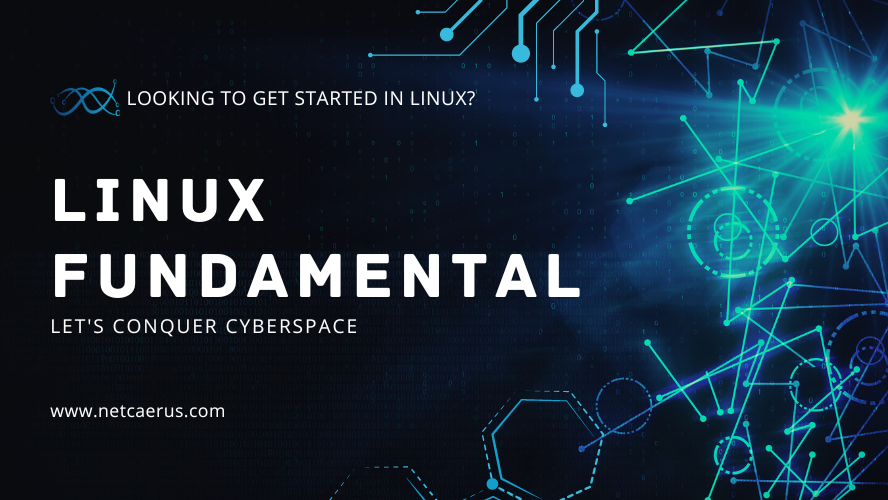 LOOKING TO GET STARTED IN LINUX?
LINUX
FUNDAMENTAL
LET'S CONQUER CYBERSPACE
www.netcaerus.com